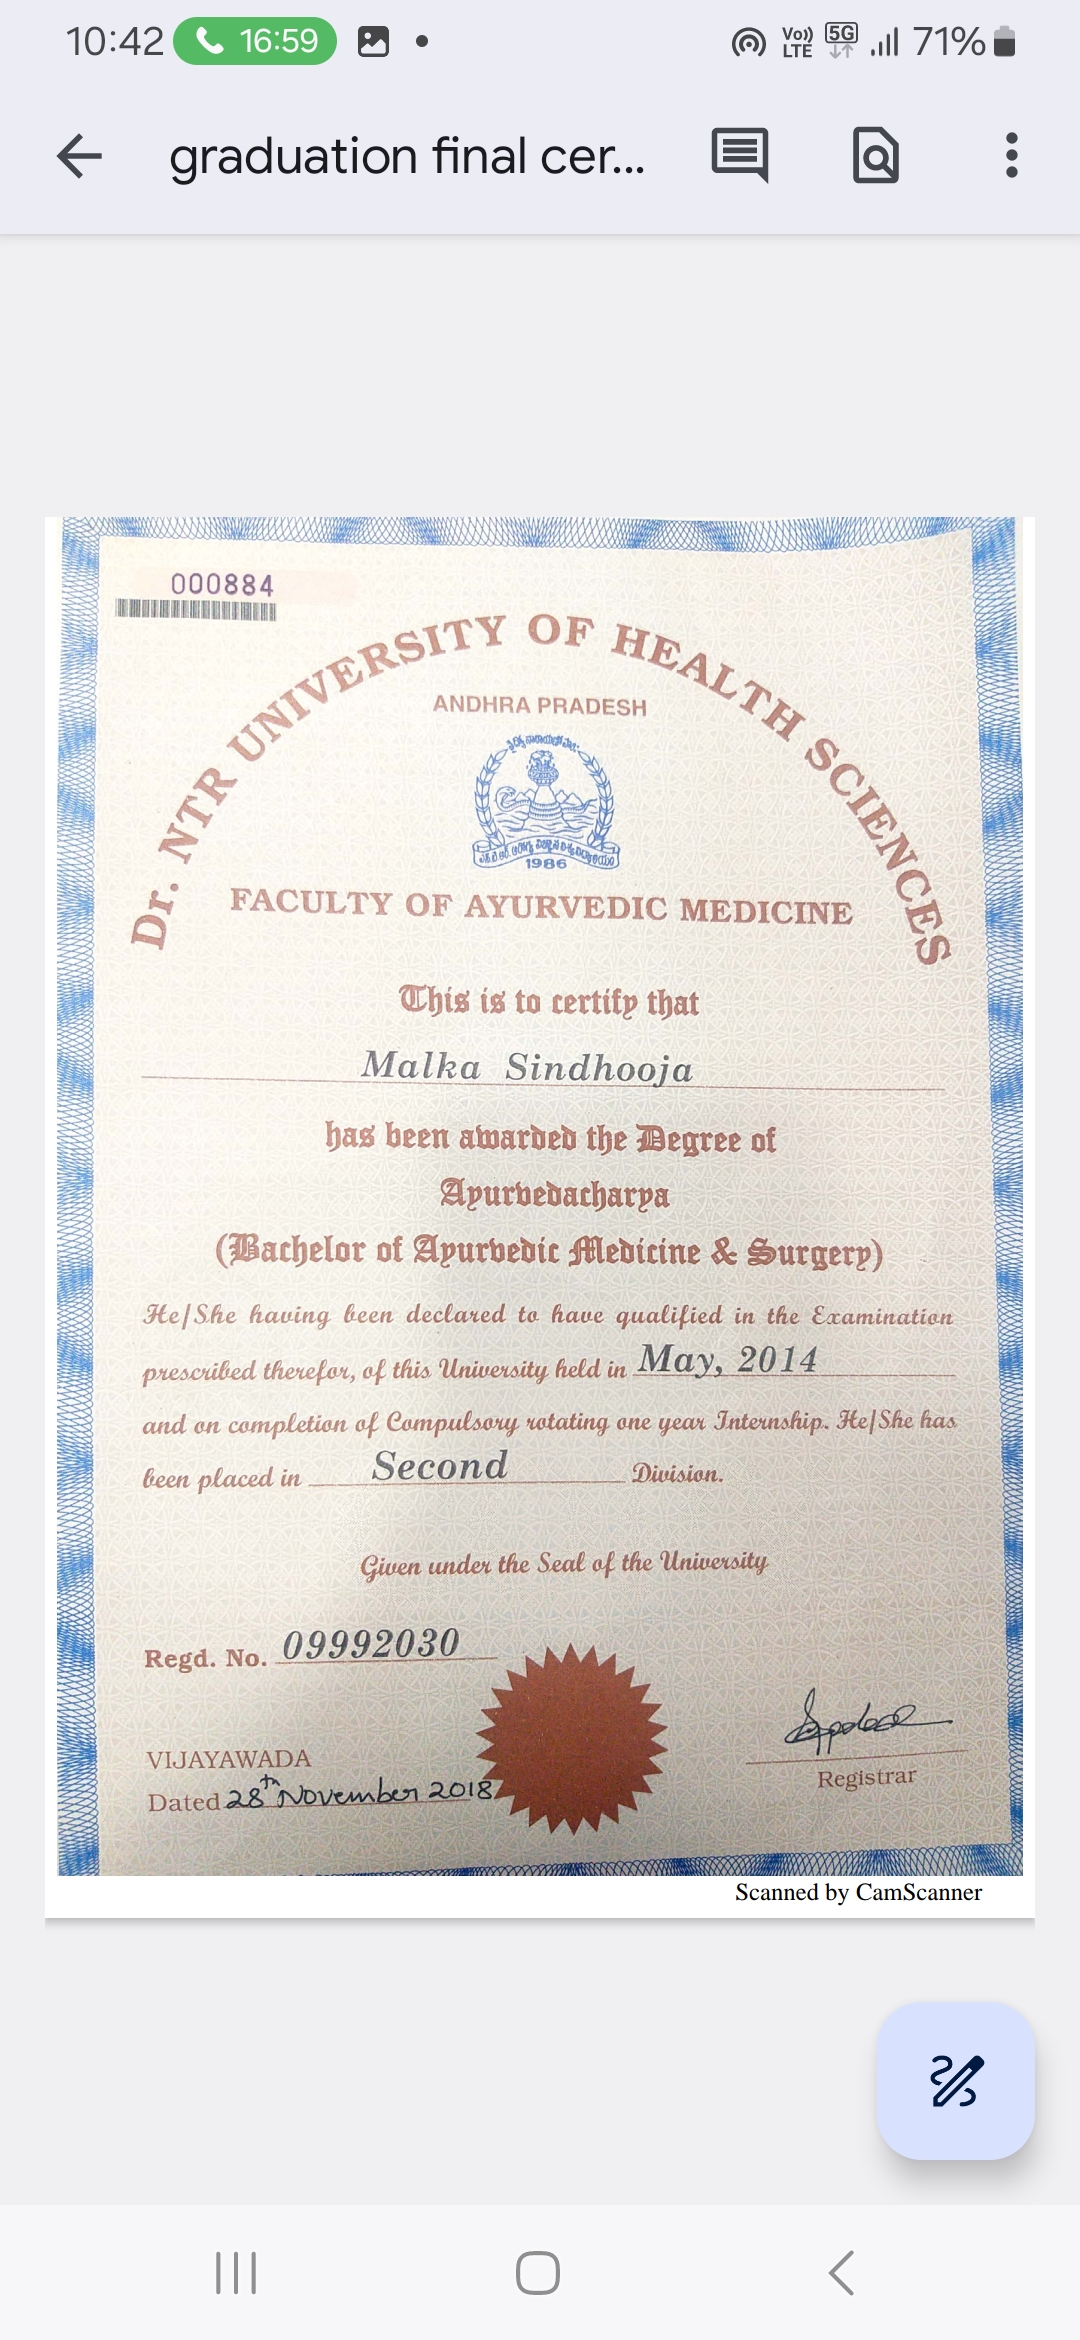 10:42 16:59 Vo)) LTE 5G 71%
graduation final cer...
000884
Dr. NTR UNIVERSITY OF HEALTH SCIENCES
ANDHRA PRADESH
1986
FACULTY OF AYURVEDIC MEDICINE
This is to certify that
Malka Sindhooja
has been awarded the Degree of
Ayurvedacharya
(Bachelor of Ayurvedic Medicine & Surgery)
He/She having been declared to have qualified in the Examination
prescribed therefor, of this University held in May, 2014
and on completion of Compulsory rotating one year Internship. He/She has
been placed in Second Division.
Given under the Seal of the University
Regd. No. 09992030
VIJAYAWADA
Dated 28th November 2018
Registrar
Scanned by CamScanner